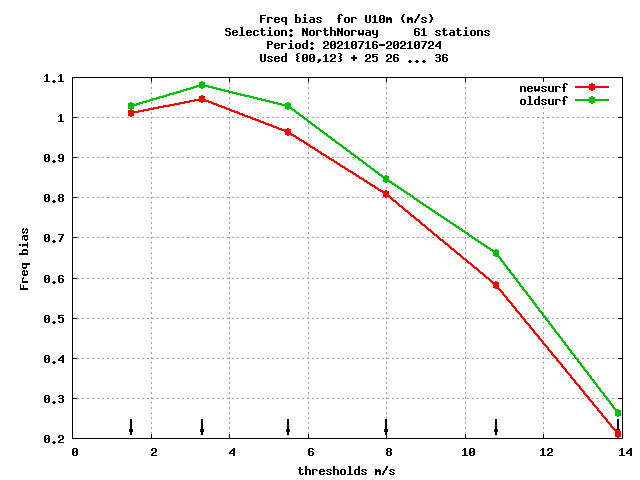 Freq bias  for U10m (m/s)
Selection: NorthNorway     61 stations
Period: 20210716-20210724
Used {00,12} + 25 26 ... 36
newsurf
oldsurf
1.1
1
0.9
0.8
0.7
0.6
0.5
0.4
0.3
0.2
Freq bias
0 2 4 6 8 10 12 14
thresholds m/s